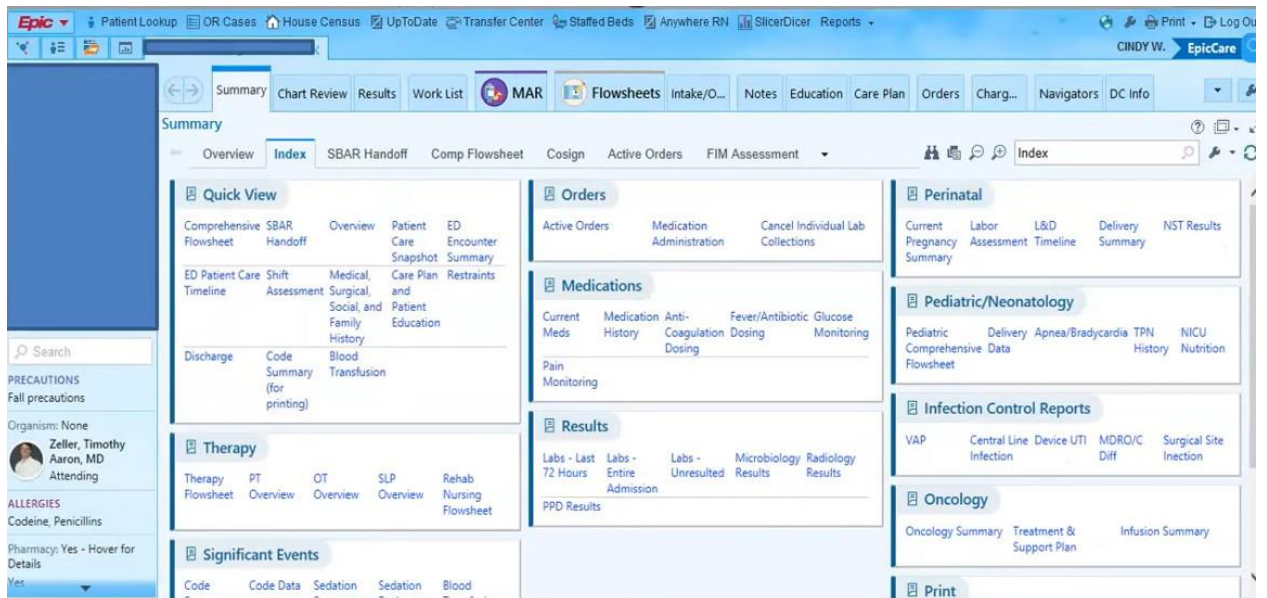 Epic Patient Lookup OR Cases House Census UpToDate Transfer Center Staffed Beds Anywhere RN SlicerDicer Reports Print Log Ou
CINDY W. EpicCare
Summary Chart Review Results Work List MAR Flowsheets Intake/O... Notes Education Care Plan Orders Charg... Navigators DC Info
Summary
Overview Index SBAR Handoff Comp Flowsheet Cosign Active Orders FIM Assessment Index
Search
PRECAUTIONS
Fall precautions
Organism: None
Zeller, Timothy
Aaron, MD
Attending
ALLERGIES
Codeine, Penicillins
Pharmacy: Yes - Hover for
Details
Yes
Quick View
Comprehensive SBAR Overview Patient ED
Flowsheet Handoff Care Encounter
Snapshot Summary
ED Patient Care Shift Medical, Care Plan Restraints
Timeline Assessment Surgical, and
Social, and Patient
Family Education
History
Discharge Code Blood
Summary Transfusion
(for
printing)
Therapy
Therapy PT OT SLP Rehab
Flowsheet Overview Overview Overview Nursing
Flowsheet
Significant Events
Code Code Data Sedation Sedation Blood
Orders
Active Orders Medication Cancel Individual Lab
Administration Collections
Medications
Current Medication Anti- Fever/Antibiotic Glucose
Meds History Coagulation Dosing Monitoring
Dosing
Pain
Monitoring
Results
Labs - Last Labs - Labs - Microbiology Radiology
72 Hours Entire Unresulted Results Results
Admission
PPD Results
Perinatal
Current Labor L&D Delivery NST Results
Pregnancy Assessment Timeline Summary
Summary
Pediatric/Neonatology
Pediatric Delivery Apnea/Bradycardia TPN NICU
Comprehensive Data History Nutrition
Flowsheet
Infection Control Reports
VAP Central Line Device UTI MDRO/C Surgical Site
Infection Diff Inection
Oncology
Oncology Summary Treatment & Infusion Summary
Support Plan
Print